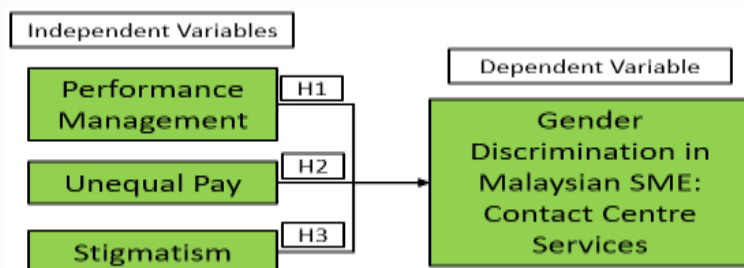 Independent Variables
Dependent Variable
Performance
Management
H1
Unequal Pay
H2
Stigmatism
H3
Gender
Discrimination in
Malaysian SME:
Contact Centre
Services